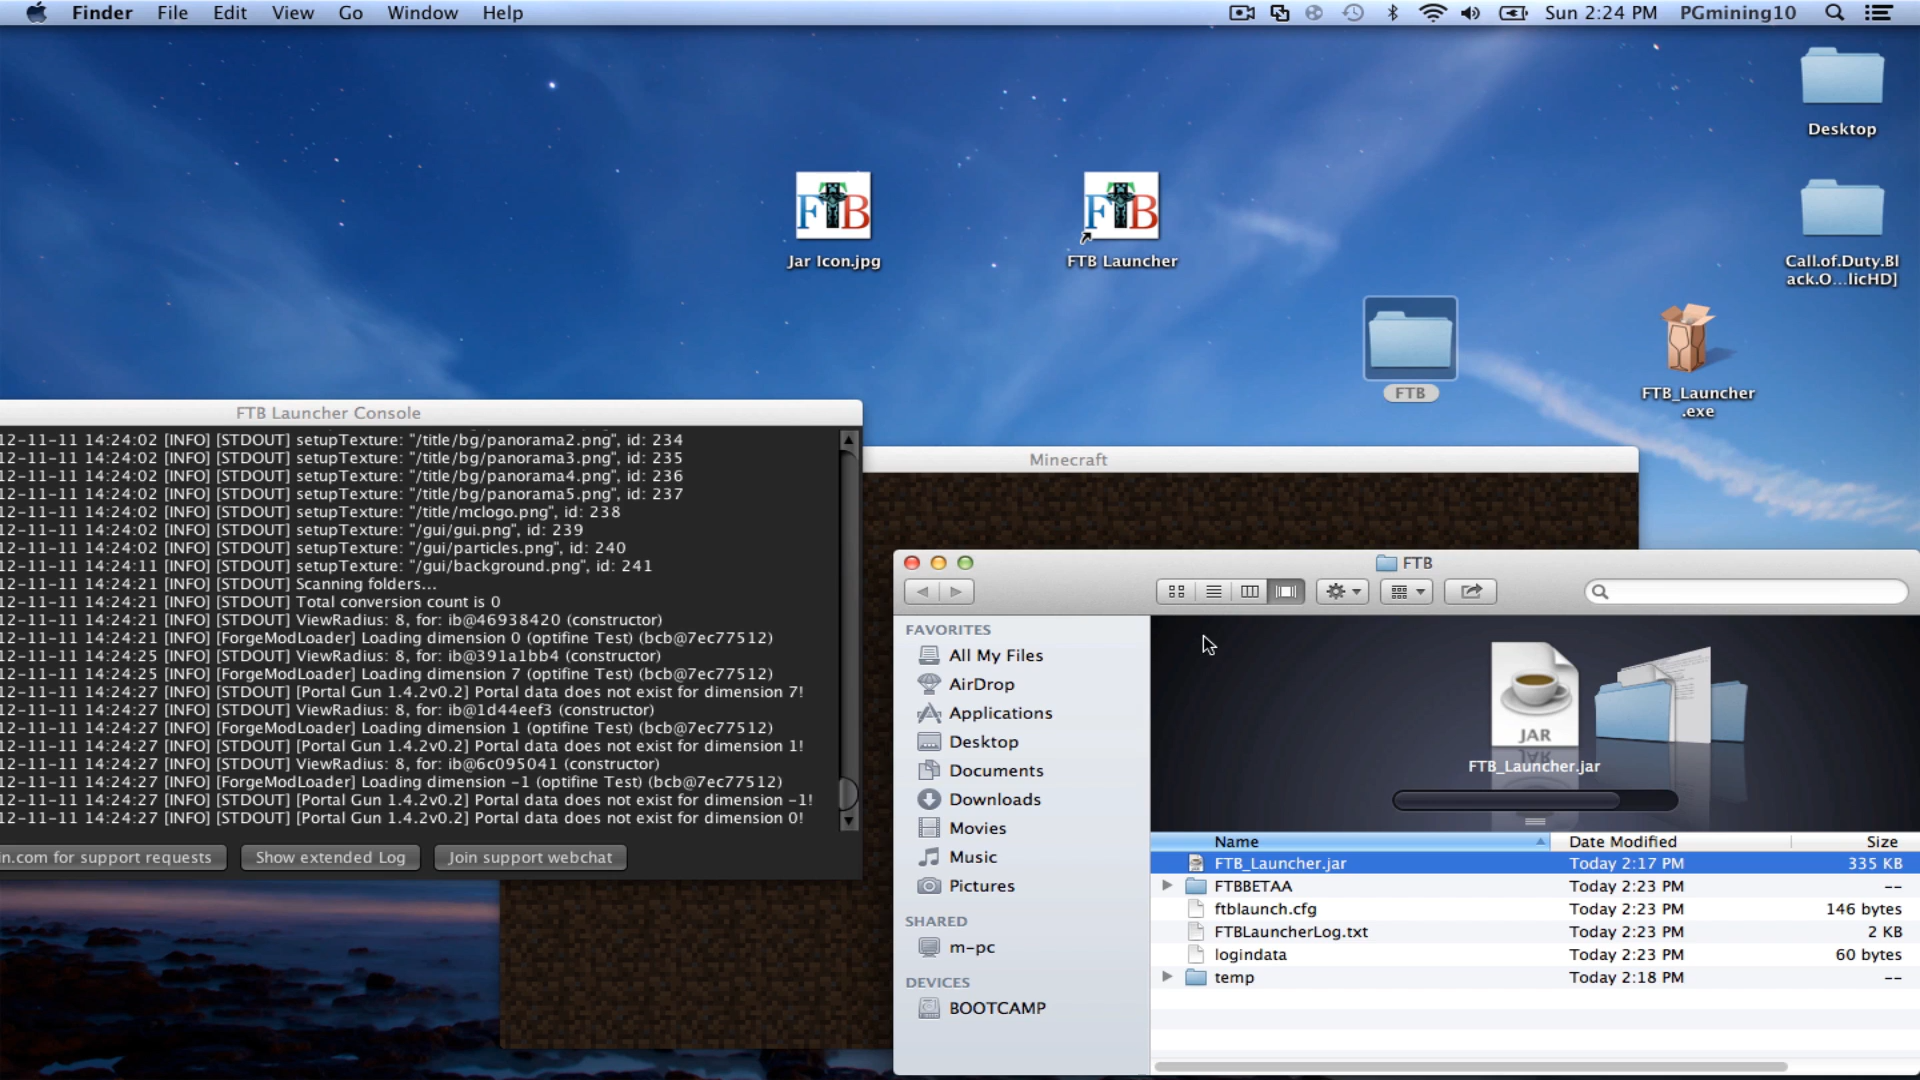 Finder File Edit View Go Window Help
Sun 2:24 PM PGmining10
Desktop
FTB
Jar Icon.jpg
FTB
FTB Launcher
Call.of.Duty.Bl
ack.O...licHD]
FTB
FTB_Launcher
.exe
FTB Launcher Console
12-11-11 14:24:02 [INFO] [STDOUT] setupTexture: "/title/bg/panorama2.png", id: 234
12-11-11 14:24:02 [INFO] [STDOUT] setupTexture: "/title/bg/panorama3.png", id: 235
12-11-11 14:24:02 [INFO] [STDOUT] setupTexture: "/title/bg/panorama4.png", id: 236
12-11-11 14:24:02 [INFO] [STDOUT] setupTexture: "/title/bg/panorama5.png", id: 237
12-11-11 14:24:02 [INFO] [STDOUT] setupTexture: "/title/mclogo.png", id: 238
12-11-11 14:24:02 [INFO] [STDOUT] setupTexture: "/gui/gui.png", id: 239
12-11-11 14:24:02 [INFO] [STDOUT] setupTexture: "/gui/particles.png", id: 240
12-11-11 14:24:11 [INFO] [STDOUT] setupTexture: "/gui/background.png", id: 241
12-11-11 14:24:21 [INFO] [STDOUT] Scanning folders...
12-11-11 14:24:21 [INFO] [STDOUT] Total conversion count is 0
12-11-11 14:24:21 [INFO] [STDOUT] ViewRadius: 8, for: ib@46938420 (constructor)
12-11-11 14:24:21 [INFO] [ForgeModLoader] Loading dimension 0 (optifine Test) (bcb@7ec77512)
12-11-11 14:24:25 [INFO] [STDOUT] ViewRadius: 8, for: ib@391a1bb4 (constructor)
12-11-11 14:24:25 [INFO] [ForgeModLoader] Loading dimension 7 (optifine Test) (bcb@7ec77512)
12-11-11 14:24:27 [INFO] [STDOUT] [Portal Gun 1.4.2v0.2] Portal data does not exist for dimension 7!
12-11-11 14:24:27 [INFO] [STDOUT] ViewRadius: 8, for: ib@1d44eef3 (constructor)
12-11-11 14:24:27 [INFO] [ForgeModLoader] Loading dimension 1 (optifine Test) (bcb@7ec77512)
12-11-11 14:24:27 [INFO] [STDOUT] [Portal Gun 1.4.2v0.2] Portal data does not exist for dimension 1!
12-11-11 14:24:27 [INFO] [STDOUT] ViewRadius: 8, for: ib@6c095041 (constructor)
12-11-11 14:24:27 [INFO] [ForgeModLoader] Loading dimension -1 (optifine Test) (bcb@7ec77512)
12-11-11 14:24:27 [INFO] [STDOUT] [Portal Gun 1.4.2v0.2] Portal data does not exist for dimension -1!
12-11-11 14:24:27 [INFO] [STDOUT] [Portal Gun 1.4.2v0.2] Portal data does not exist for dimension 0!
in.com for support requests Show extended Log Join support webchat
Minecraft
FTB
FAVORITES
All My Files
AirDrop
Applications
Desktop
Documents
Downloads
Movies
Music
Pictures
SHARED
m-pc
DEVICES
BOOTCAMP
JAR
FTB_Launcher.jar
Name Date Modified Size
FTB_Launcher.jar Today 2:17 PM 335 KB
FTBBETAA Today 2:23 PM --
ftblaunch.cfg Today 2:23 PM 146 bytes
FTBLauncherLog.txt Today 2:23 PM 2 KB
logindata Today 2:23 PM 60 bytes
temp Today 2:18 PM --